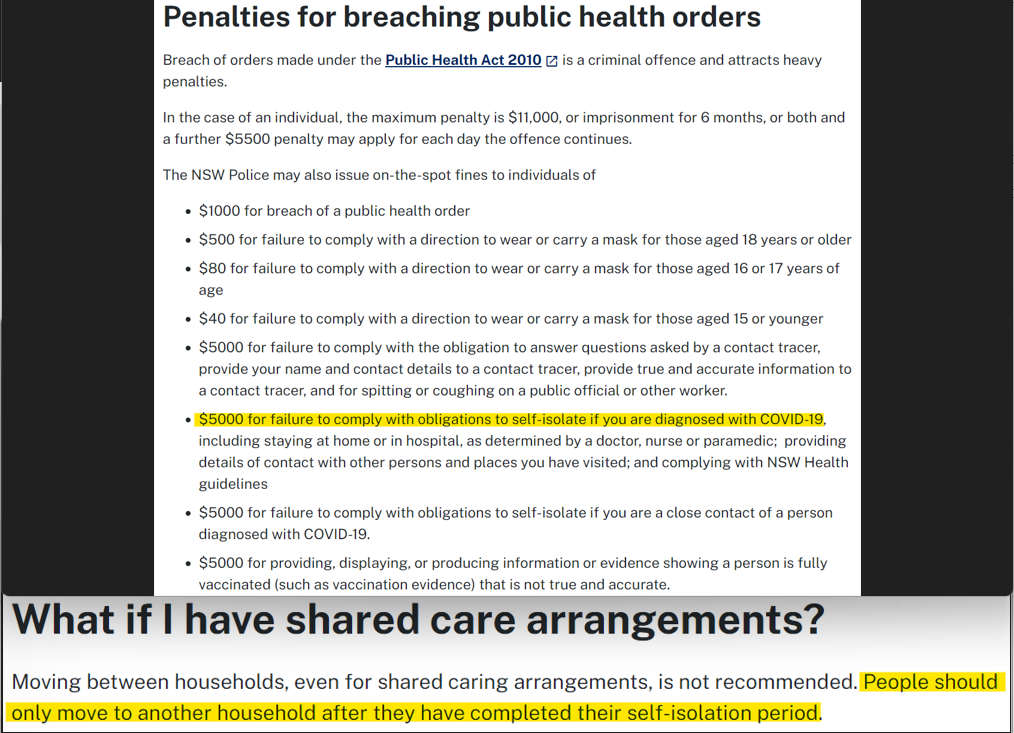 Penalties for breaching public health orders
Breach of orders made under the Public Health Act 2010 is a criminal offence and attracts heavy
penalties.
In the case of an individual, the maximum penalty is $11,000, or imprisonment for 6 months, or both and
a further $5500 penalty may apply for each day the offence continues.
The NSW Police may also issue on-the-spot fines to individuals of
• $1000 for breach of a public health order
• $500 for failure to comply with a direction to wear or carry a mask for those aged 18 years or older
• $80 for failure to comply with a direction to wear or carry a mask for those aged 16 or 17 years of
age
• $40 for failure to comply with a direction to wear or carry a mask for those aged 15 or younger
• $5000 for failure to comply with the obligation to answer questions asked by a contact tracer,
provide your name and contact details to a contact tracer, provide true and accurate information to
a contact tracer, and for spitting or coughing on a public official or other worker.
• $5000 for failure to comply with obligations to self-isolate if you are diagnosed with COVID-19,
including staying at home or in hospital, as determined by a doctor, nurse or paramedic; providing
details of contact with other persons and places you have visited; and complying with NSW Health
guidelines
• $5000 for failure to comply with obligations to self-isolate if you are a close contact of a person
diagnosed with COVID-19.
• $5000 for providing, displaying, or producing information or evidence showing a person is fully
vaccinated (such as vaccination evidence) that is not true and accurate.
What if I have shared care arrangements?
Moving between households, even for shared caring arrangements, is not recommended. People should
only move to another household after they have completed their self-isolation period.